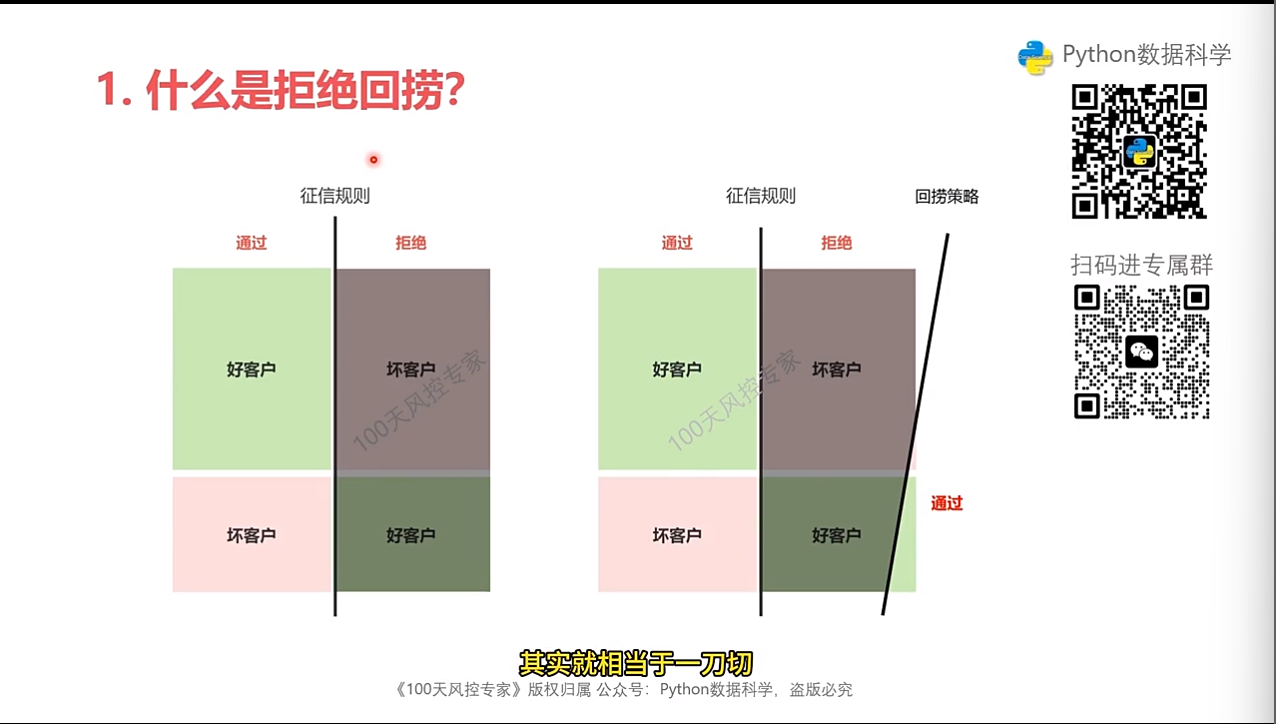 1. 什么是拒绝回捞?
Python数据科学
征信规则
通过
拒绝
好客户
坏客户
坏客户
好客户
100天风控专家
征信规则
回捞策略
通过
拒绝
好客户
坏客户
坏客户
好客户
通过
100天风控专家
扫码进专属群
其实就相当于一刀切
《100天风控专家》版权归属 公众号：Python数据科学，盗版必究